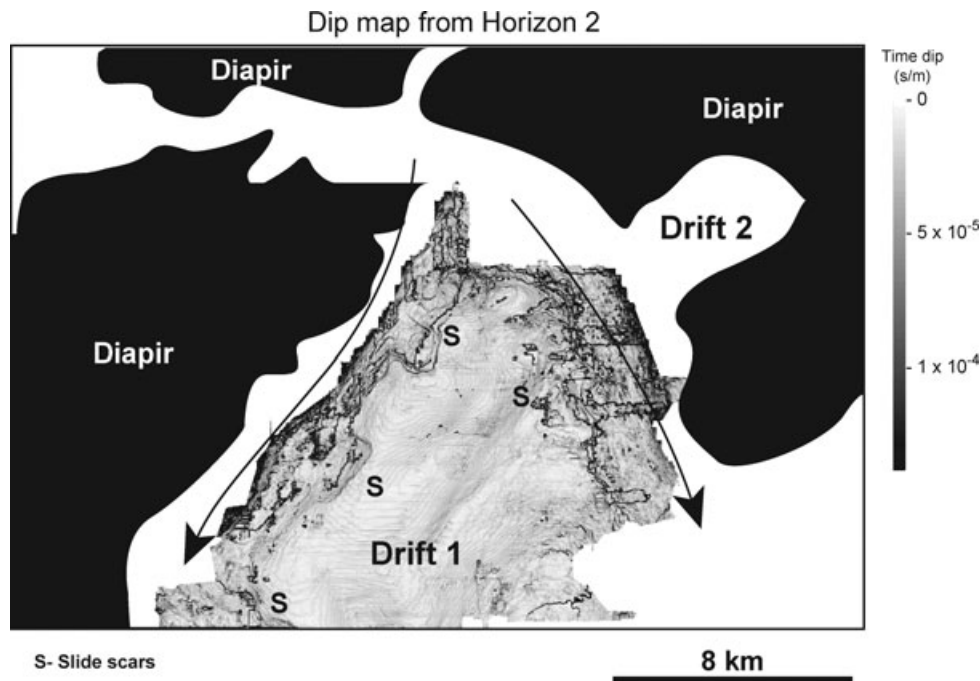 Dip map from Horizon 2
Diapir
Diapir
Time dip
(s/m)
- 0
Drift 2
- 5 x 10⁻⁵
Diapir
S
- 1 x 10⁻⁴
S
S
Drift 1
S
S- Slide scars
8 km